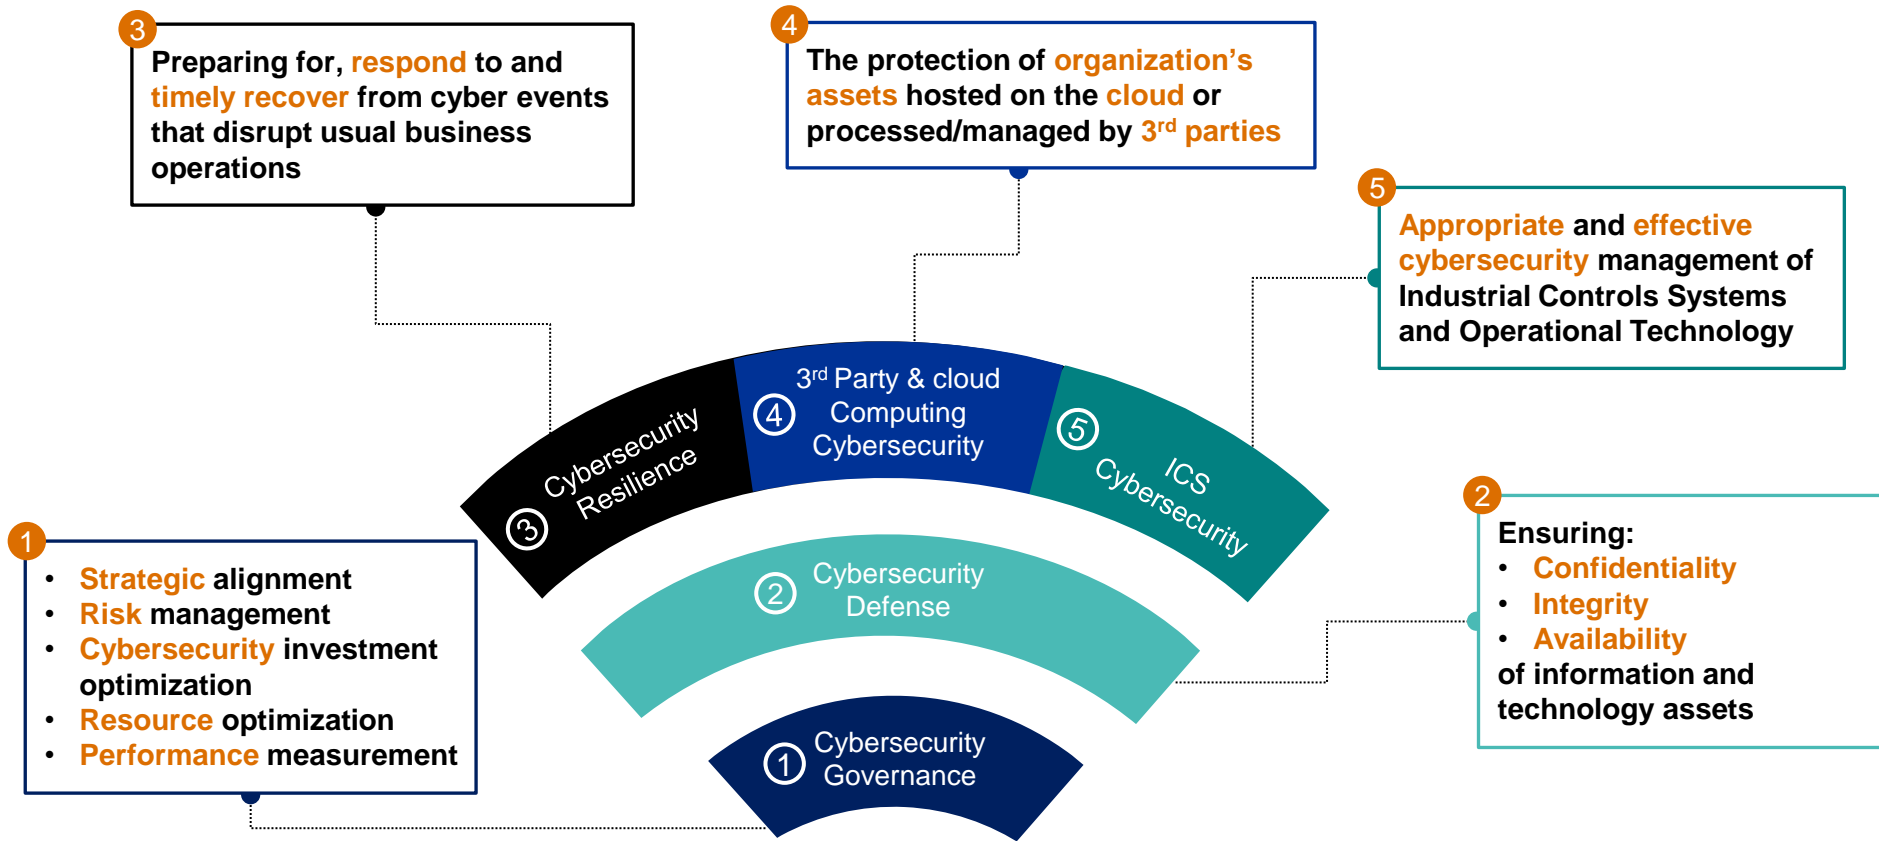 3
Preparing for, respond to and
timely recover from cyber events
that disrupt usual business
operations
4
The protection of organization’s
assets hosted on the cloud or
processed/managed by 3rd parties
5
Appropriate and effective
cybersecurity management of
Industrial Controls Systems
and Operational Technology
3
Cybersecurity
Resilience
4
3rd Party & cloud
Computing
Cybersecurity
5
ICS
Cybersecurity
1
• Strategic alignment
• Risk management
• Cybersecurity investment
optimization
• Resource optimization
• Performance measurement
2
Cybersecurity
Defense
2
Ensuring:
• Confidentiality
• Integrity
• Availability
of information and
technology assets
1
Cybersecurity
Governance